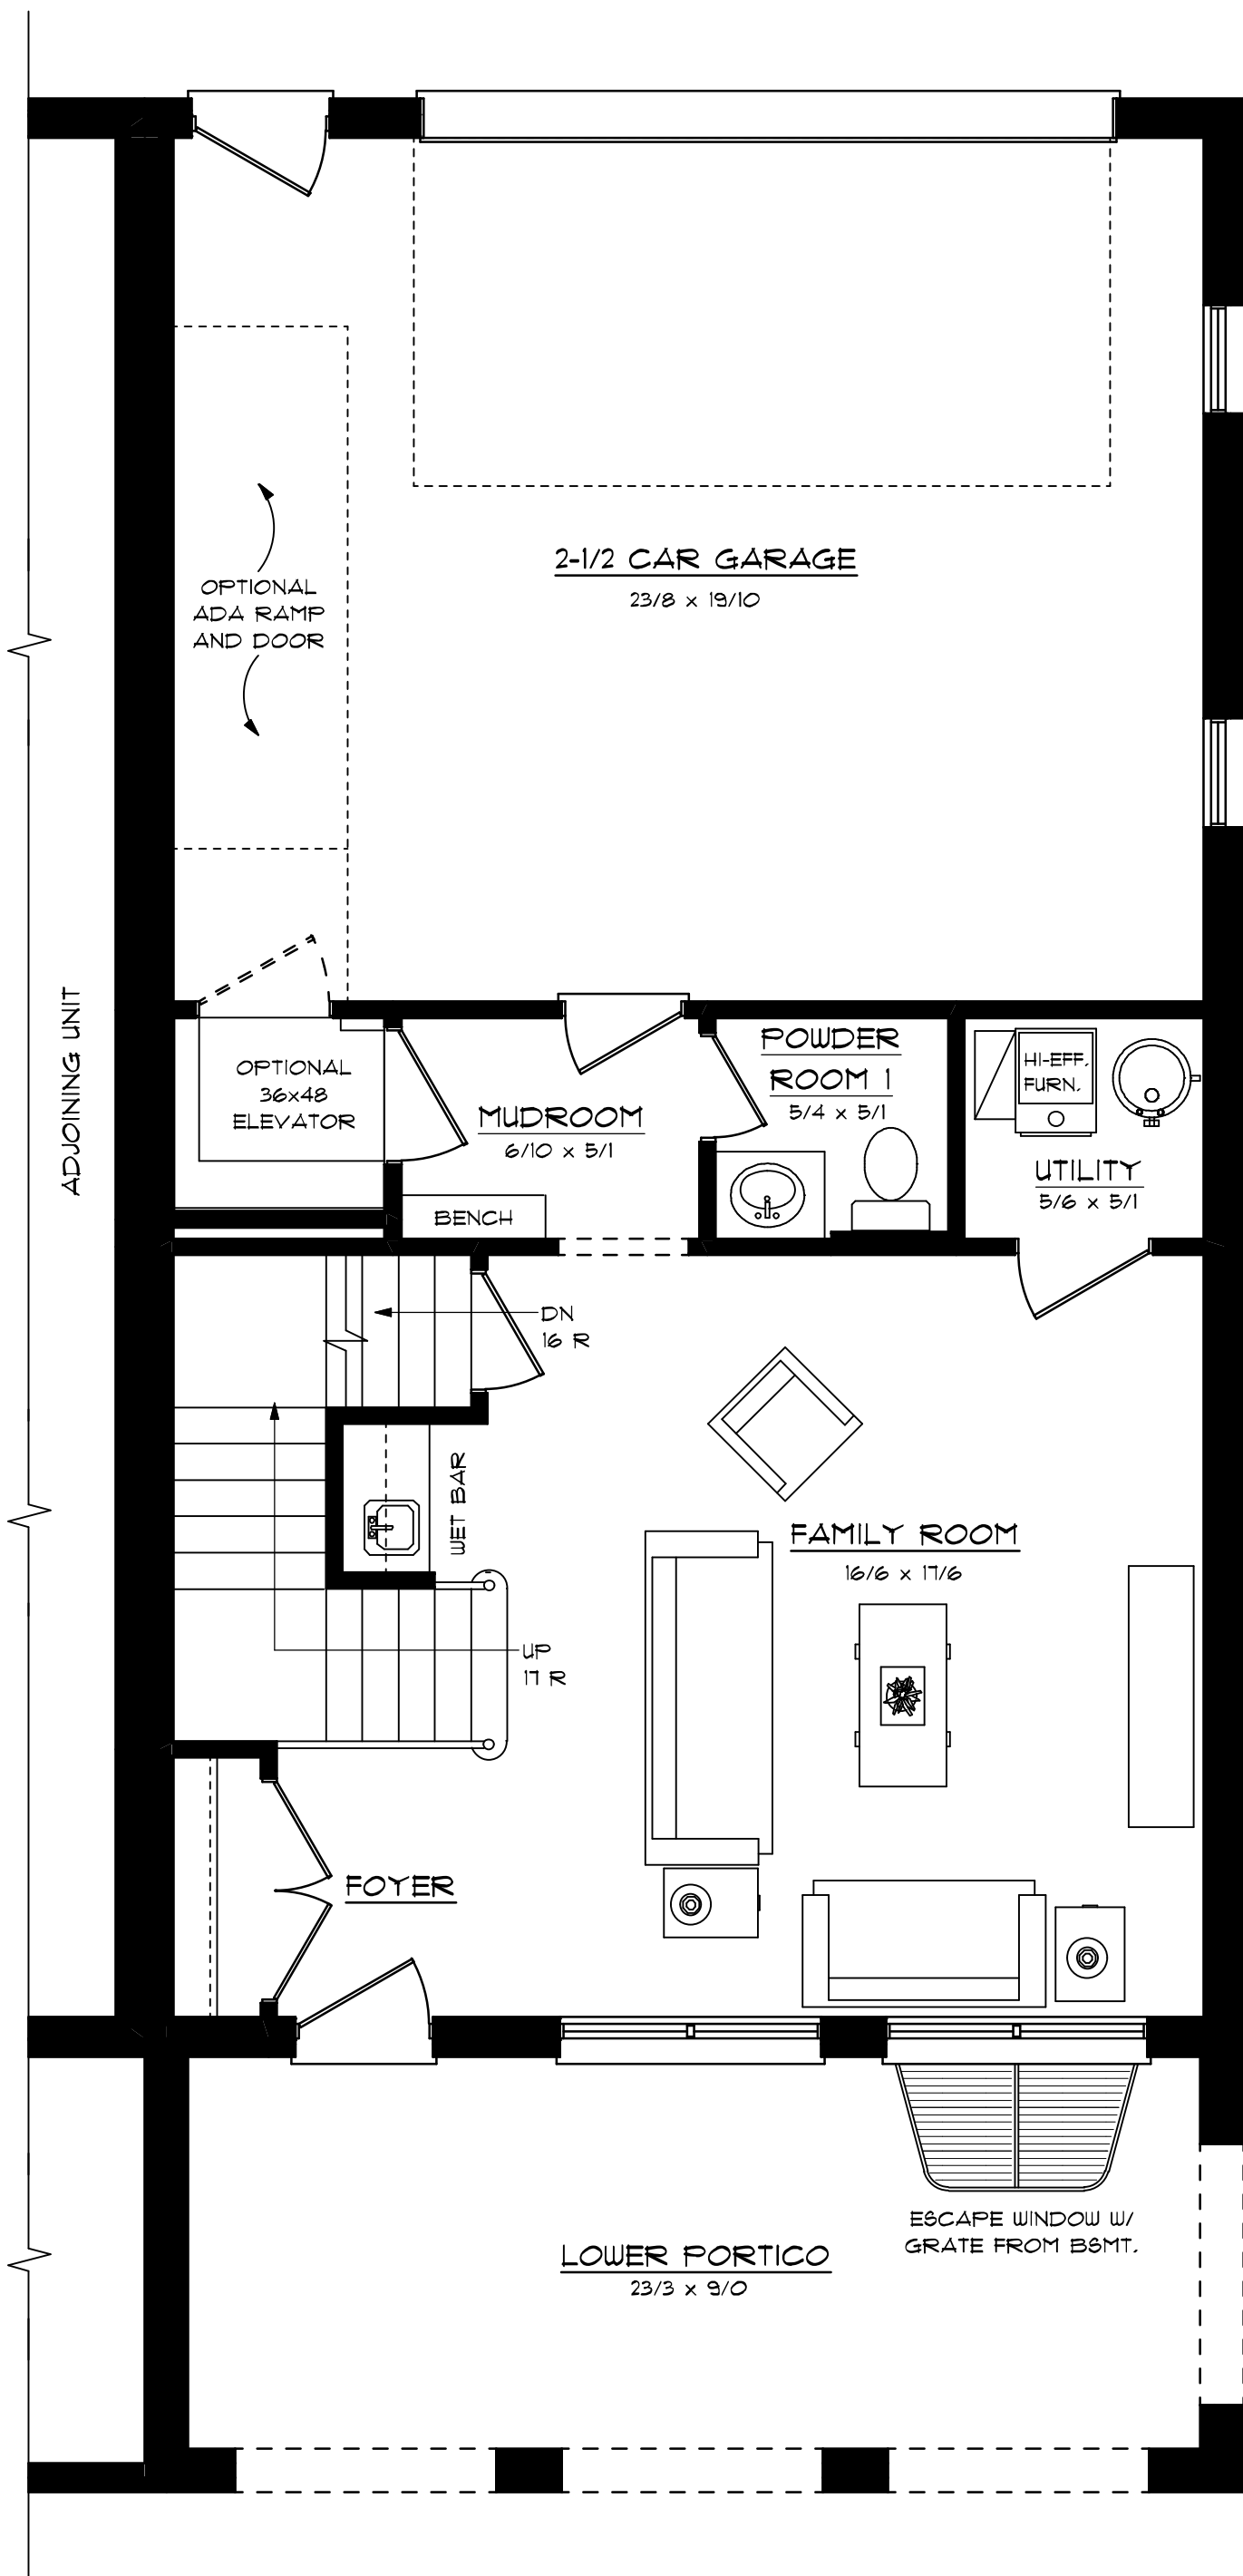 2-1/2 CAR GARAGE
23/8 x 19/10
OPTIONAL
ADA RAMP
AND DOOR
ADJOINING UNIT
OPTIONAL
36x48
ELEVATOR
MUDROOM
6/10 x 5/1
BENCH
POWDER
ROOM 1
5/4 x 5/1
HI-EFF.
FURN.
UTILITY
5/6 x 5/1
DN
16 R
WET BAR
FAMILY ROOM
16/6 x 17/6
UP
17 R
FOYER
ESCAPE WINDOW W/
GRATE FROM BSMT.
LOWER PORTICO
23/3 x 9/0